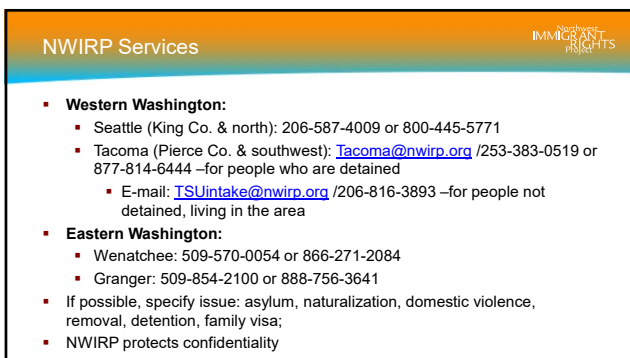 NWIRP Services
Northwest
IMMIGRANT
RIGHTS
Project
▪ Western Washington:
▪ Seattle (King Co. & north): 206-587-4009 or 800-445-5771
▪ Tacoma (Pierce Co. & southwest): Tacoma@nwirp.org /253-383-0519 or
877-814-6444 –for people who are detained
▪ E-mail: TSUintake@nwirp.org /206-816-3893 –for people not
detained, living in the area
▪ Eastern Washington:
▪ Wenatchee: 509-570-0054 or 866-271-2084
▪ Granger: 509-854-2100 or 888-756-3641
▪ If possible, specify issue: asylum, naturalization, domestic violence,
removal, detention, family visa;
▪ NWIRP protects confidentiality